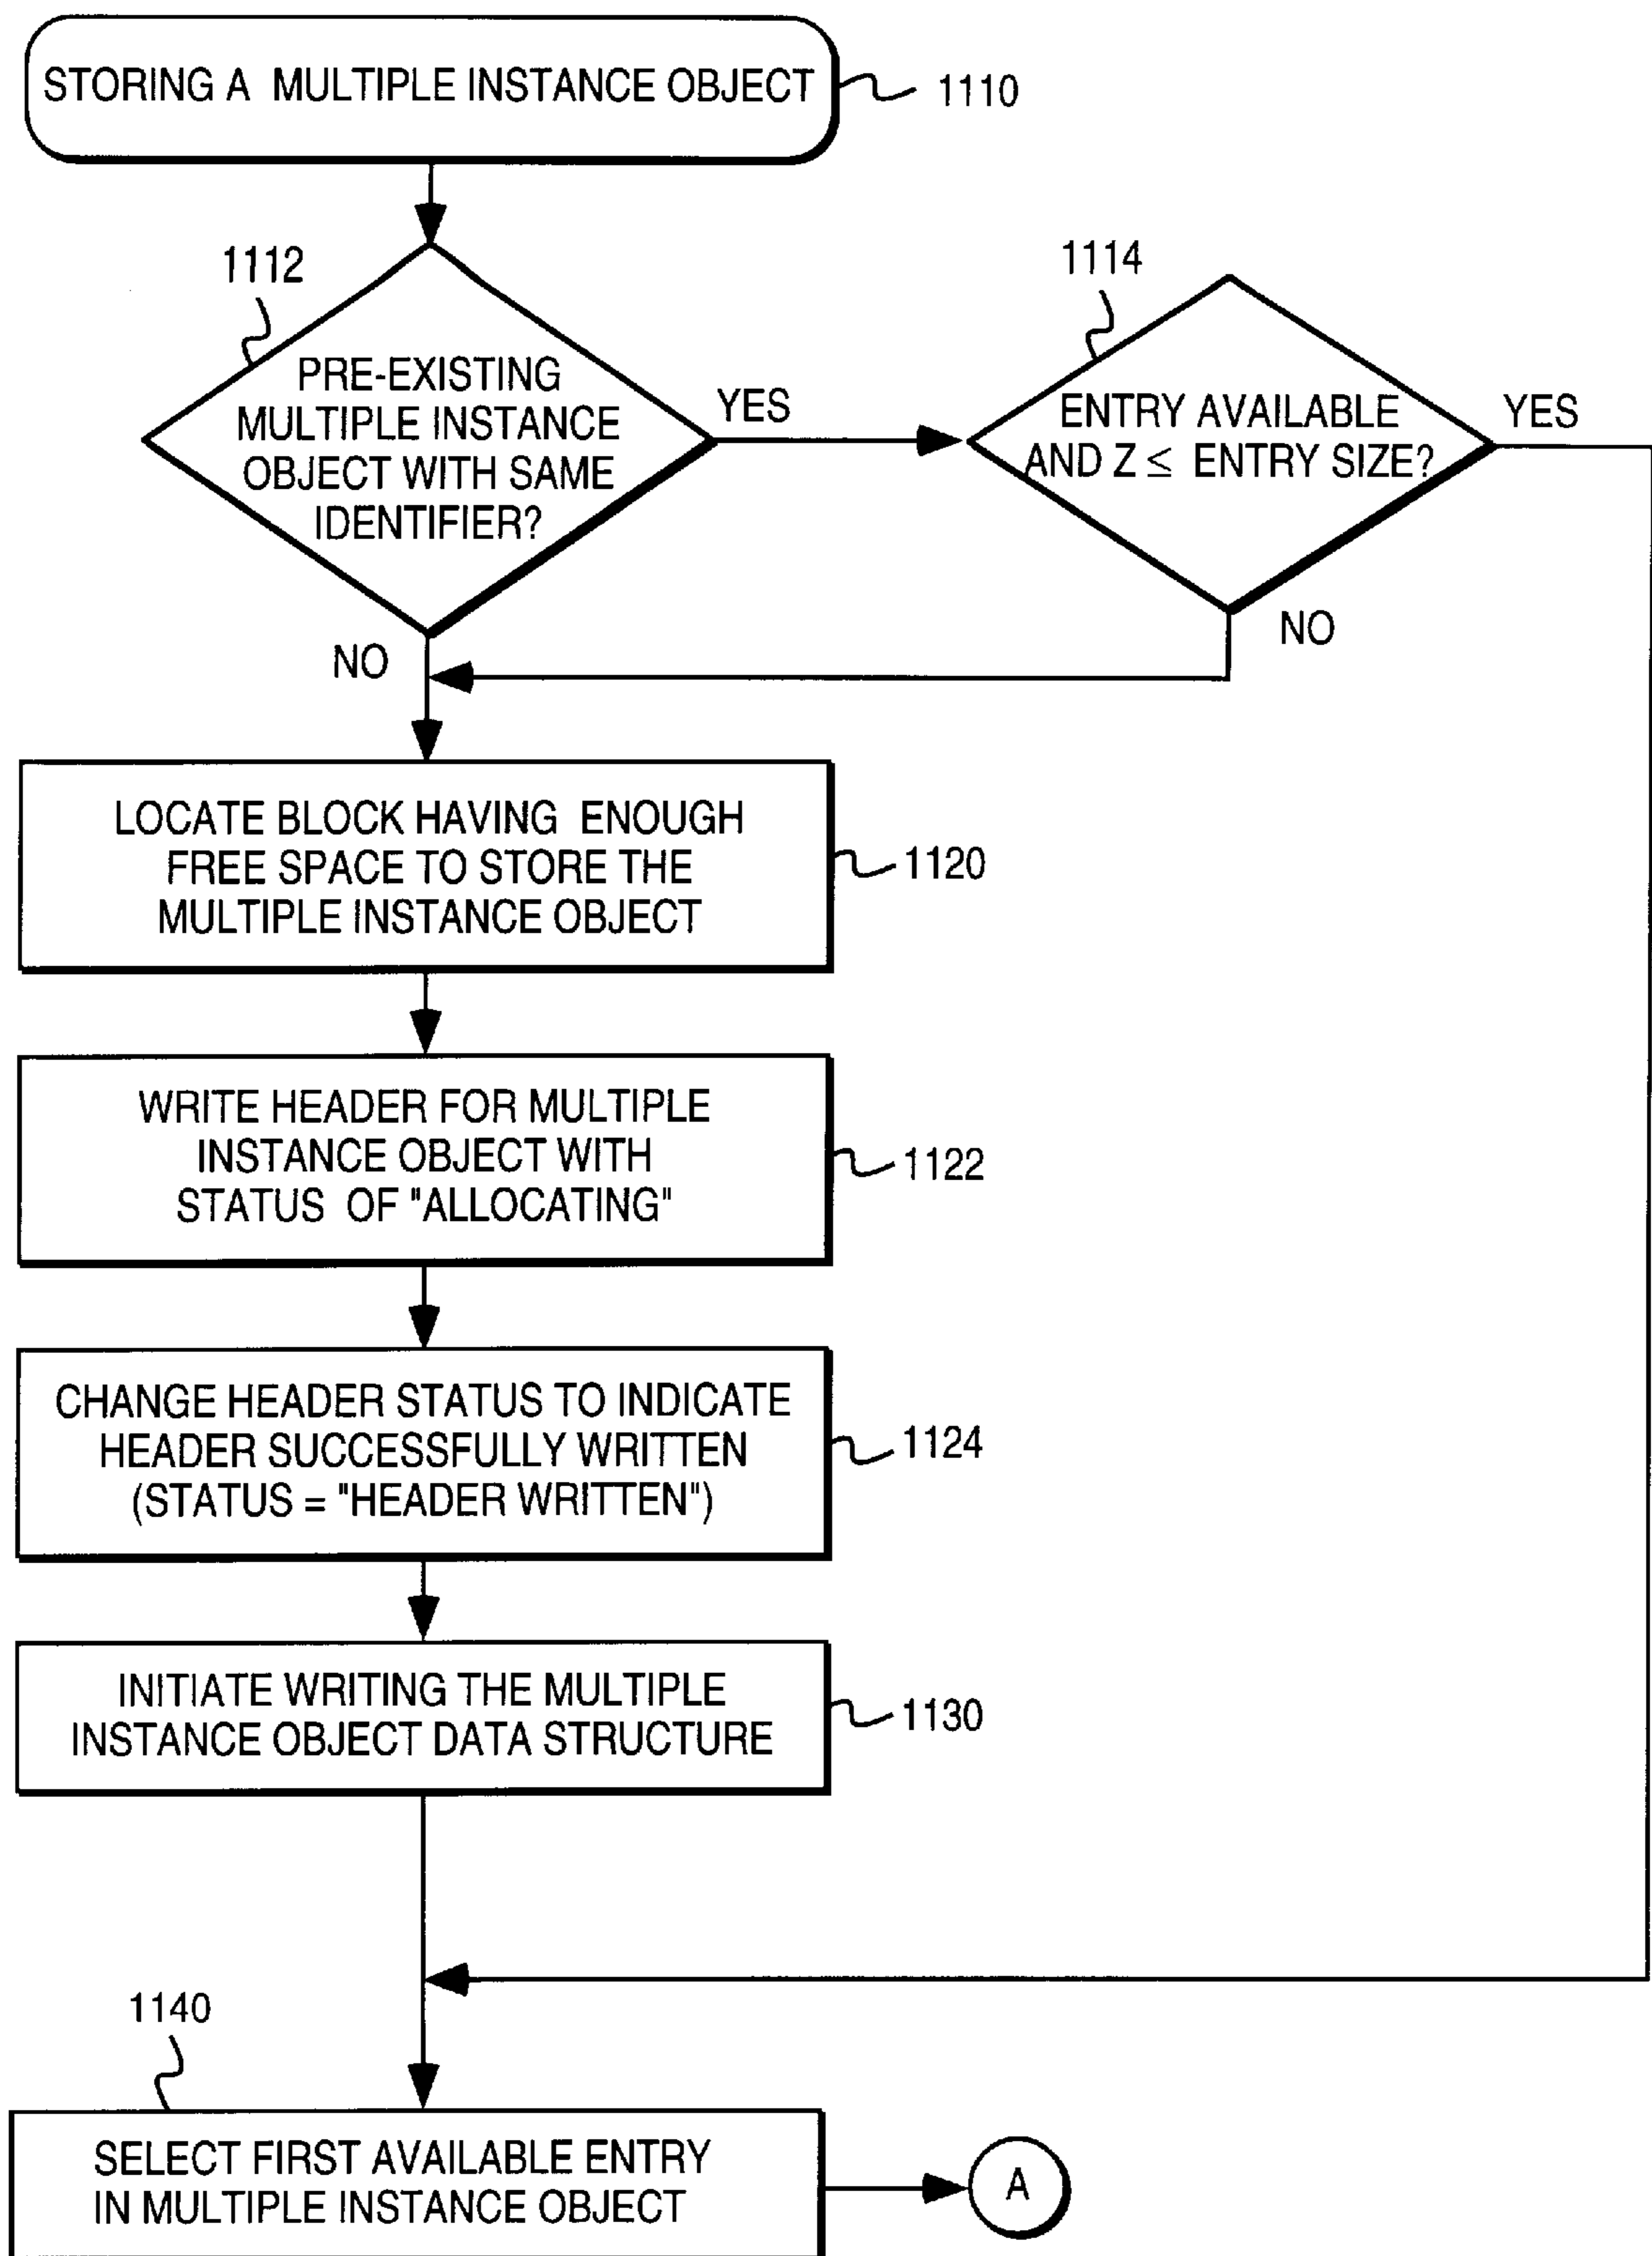 STORING A MULTIPLE INSTANCE OBJECT
1110
1112
PRE-EXISTING
MULTIPLE INSTANCE
OBJECT WITH SAME
IDENTIFIER?
YES
NO
1114
ENTRY AVAILABLE
AND Z ≤ ENTRY SIZE?
YES
NO
LOCATE BLOCK HAVING ENOUGH
FREE SPACE TO STORE THE
MULTIPLE INSTANCE OBJECT
1120
WRITE HEADER FOR MULTIPLE
INSTANCE OBJECT WITH
STATUS OF "ALLOCATING"
1122
CHANGE HEADER STATUS TO INDICATE
HEADER SUCCESSFULLY WRITTEN
(STATUS = "HEADER WRITTEN")
1124
INITIATE WRITING THE MULTIPLE
INSTANCE OBJECT DATA STRUCTURE
1130
1140
SELECT FIRST AVAILABLE ENTRY
IN MULTIPLE INSTANCE OBJECT
A